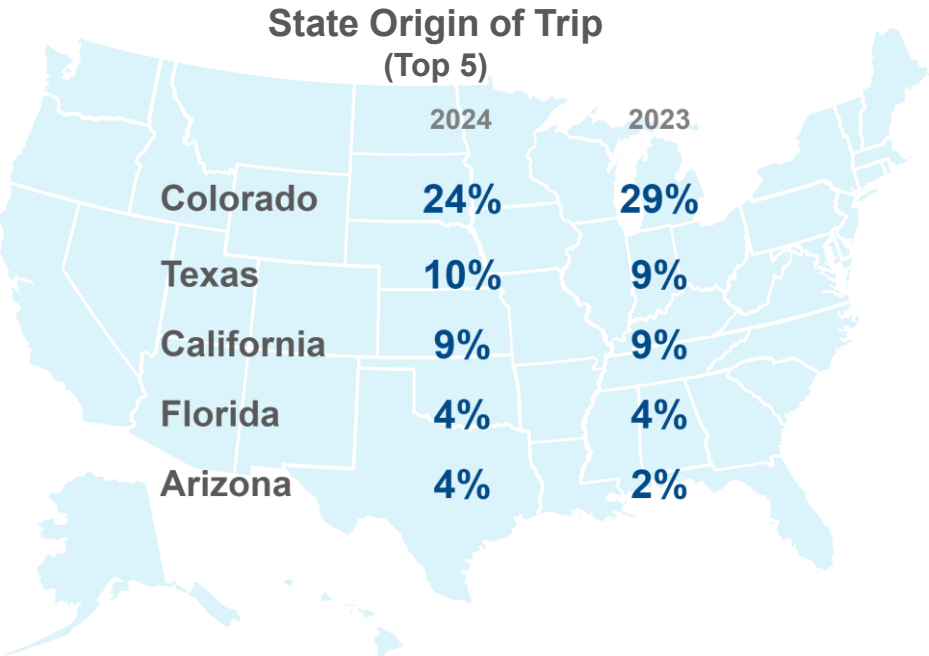 State Origin of Trip
(Top 5)
2024 2023
Colorado 24% 29%
Texas 10% 9%
California 9% 9%
Florida 4% 4%
Arizona 4% 2%